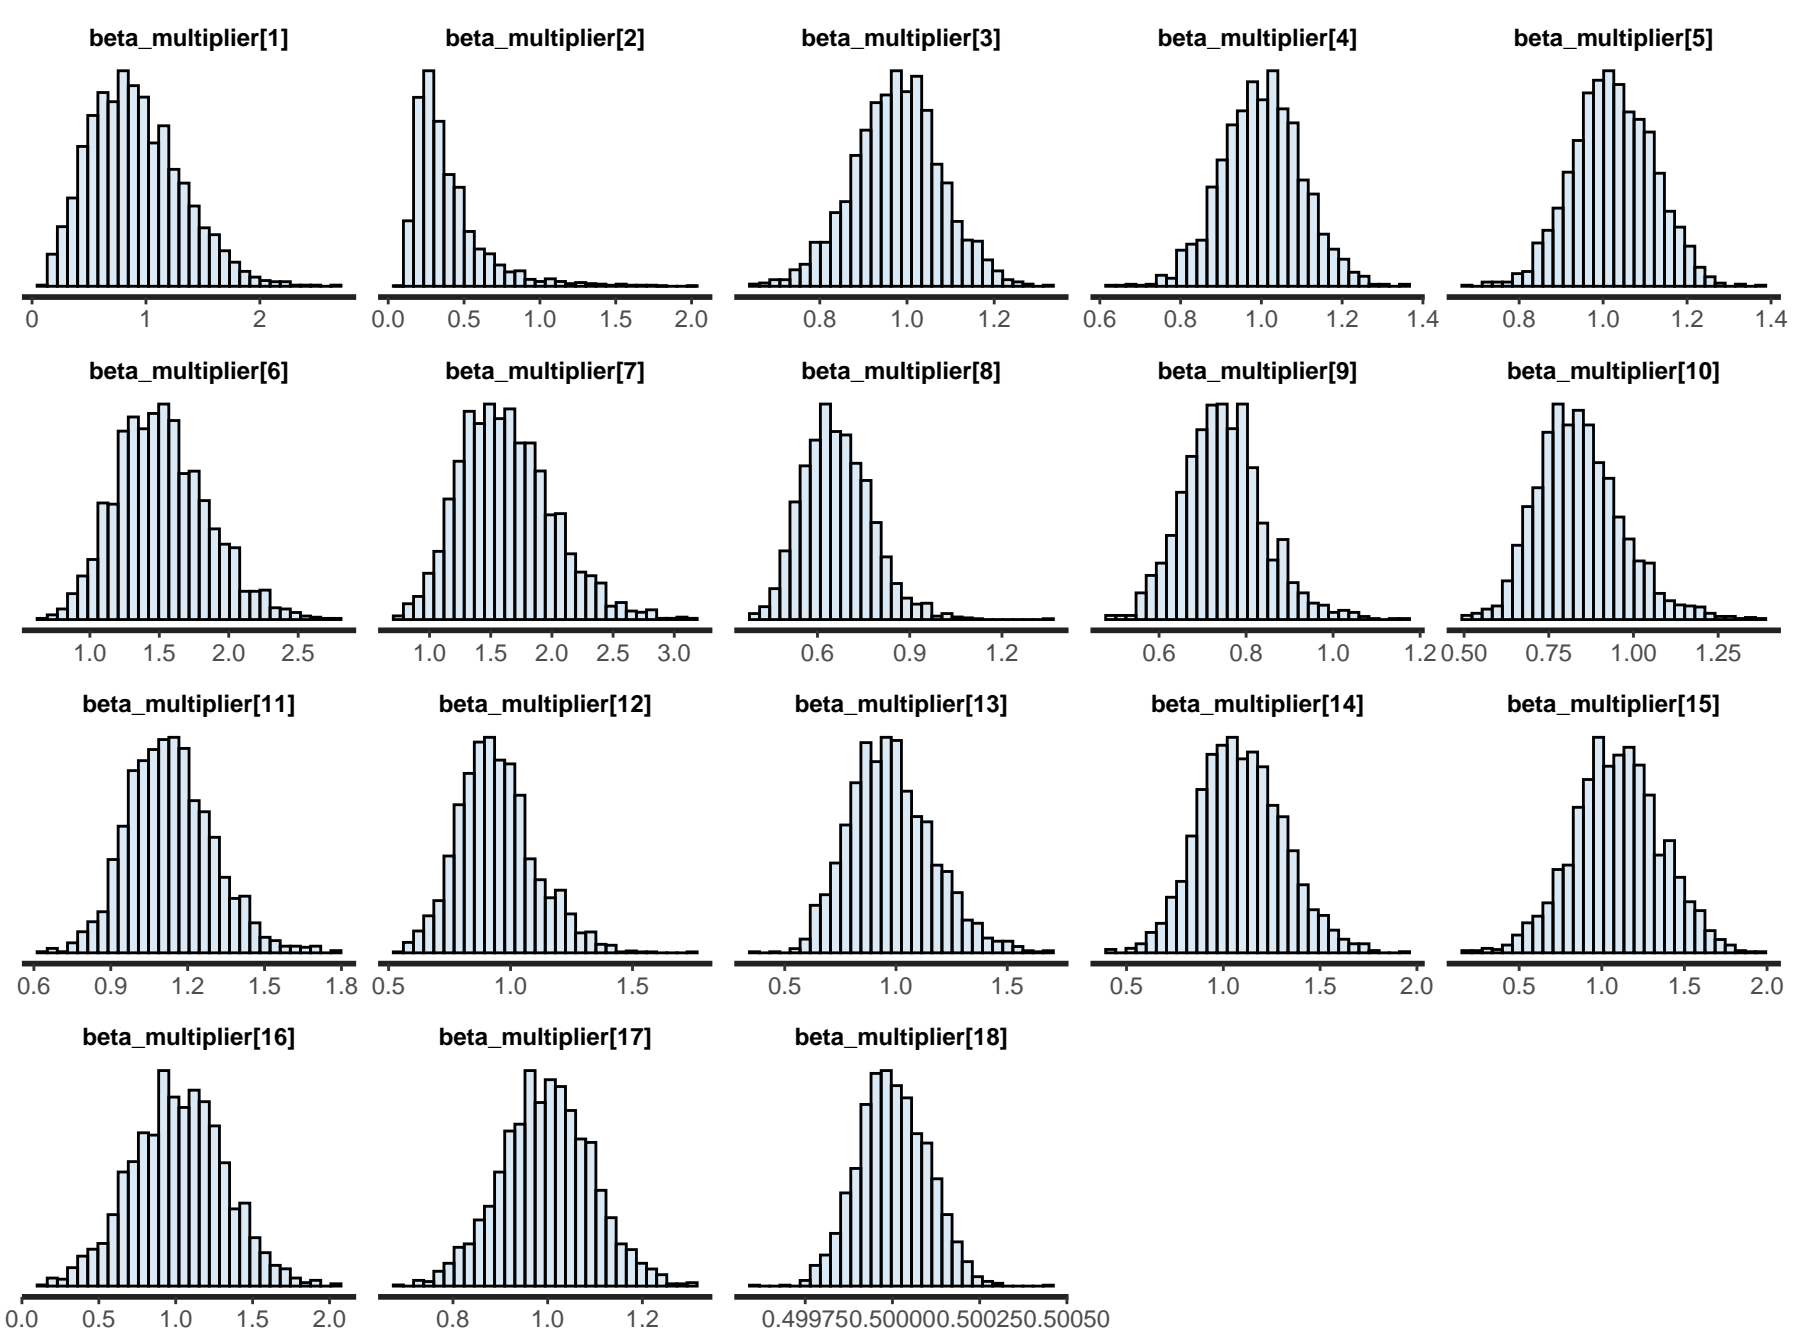 beta_multiplier[1] beta_multiplier[2] beta_multiplier[3] beta_multiplier[4] beta_multiplier[5]
0 1 2 0.0 0.5 1.0 1.5 2.0 0.8 1.0 1.2 0.6 0.8 1.0 1.2 1.4 0.8 1.0 1.2 1.4
beta_multiplier[6] beta_multiplier[7] beta_multiplier[8] beta_multiplier[9] beta_multiplier[10]
1.0 1.5 2.0 2.5 1.0 1.5 2.0 2.5 3.0 0.6 0.9 1.2 0.6 0.8 1.0 1.2 0.50 0.75 1.00 1.25
beta_multiplier[11] beta_multiplier[12] beta_multiplier[13] beta_multiplier[14] beta_multiplier[15]
0.6 0.9 1.2 1.5 1.8 0.5 1.0 1.5 0.5 1.0 1.5 0.5 1.0 1.5 2.0 0.5 1.0 1.5 2.0
beta_multiplier[16] beta_multiplier[17] beta_multiplier[18]
0.0 0.5 1.0 1.5 2.0 0.8 1.0 1.2 0.49975 0.50000 0.50025 0.50050